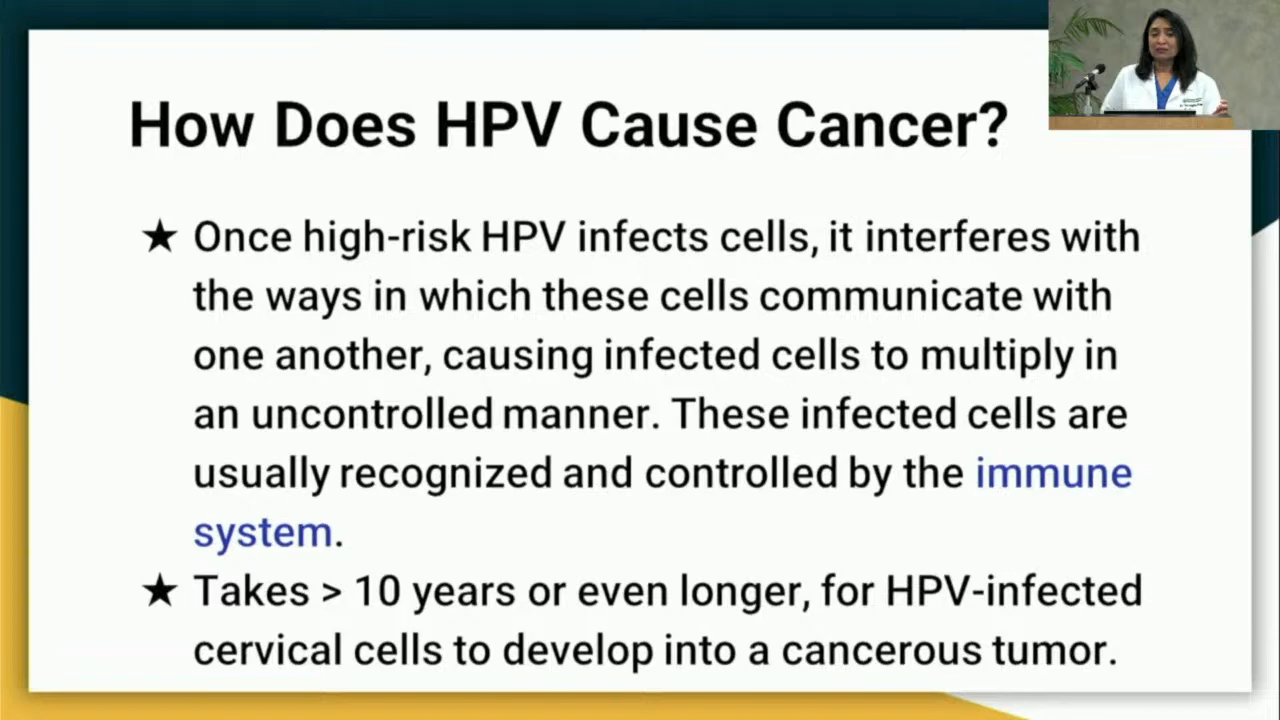 How Does HPV Cause Cancer?
★ Once high-risk HPV infects cells, it interferes with
the ways in which these cells communicate with
one another, causing infected cells to multiply in
an uncontrolled manner. These infected cells are
usually recognized and controlled by the immune
system.
★ Takes > 10 years or even longer, for HPV-infected
cervical cells to develop into a cancerous tumor.